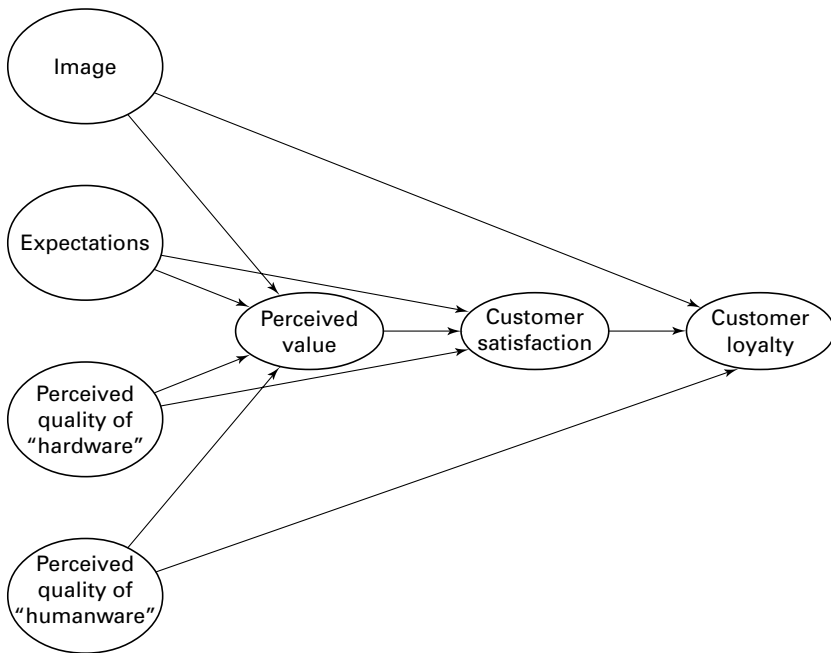 Image
Expectations
Perceived
value
Customer
satisfaction
Customer
loyalty
Perceived
quality of
“hardware”
Perceived
quality of
“humanware”